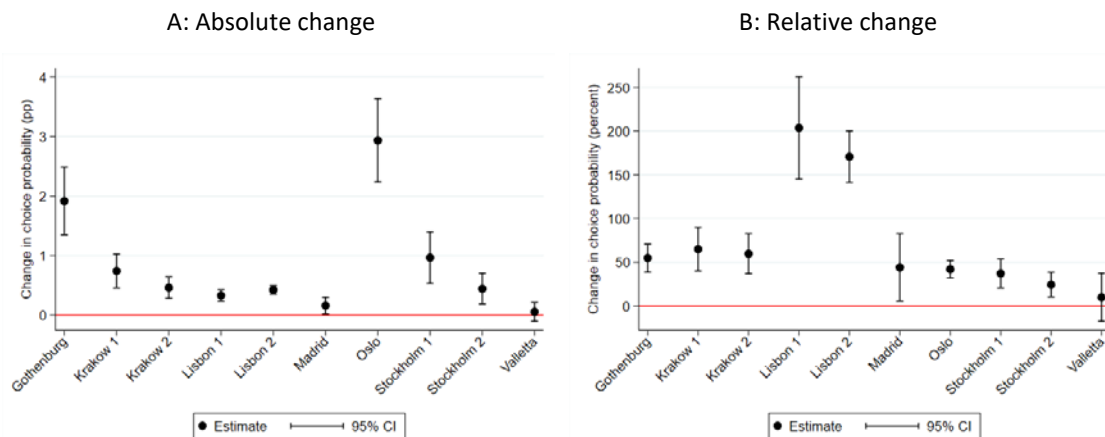 A: Absolute change
Change in choice probability (pp)
4
3
2
1
0
Gothenburg
Krakow 1
Krakow 2
Lisbon 1
Lisbon 2
Madrid
Oslo
Stockholm 1
Stockholm 2
Valletta
Estimate 95% CI
B: Relative change
Change in choice probability (percent)
250
200
150
100
50
0
Gothenburg
Krakow 1
Krakow 2
Lisbon 1
Lisbon 2
Madrid
Oslo
Stockholm 1
Stockholm 2
Valletta
Estimate 95% CI